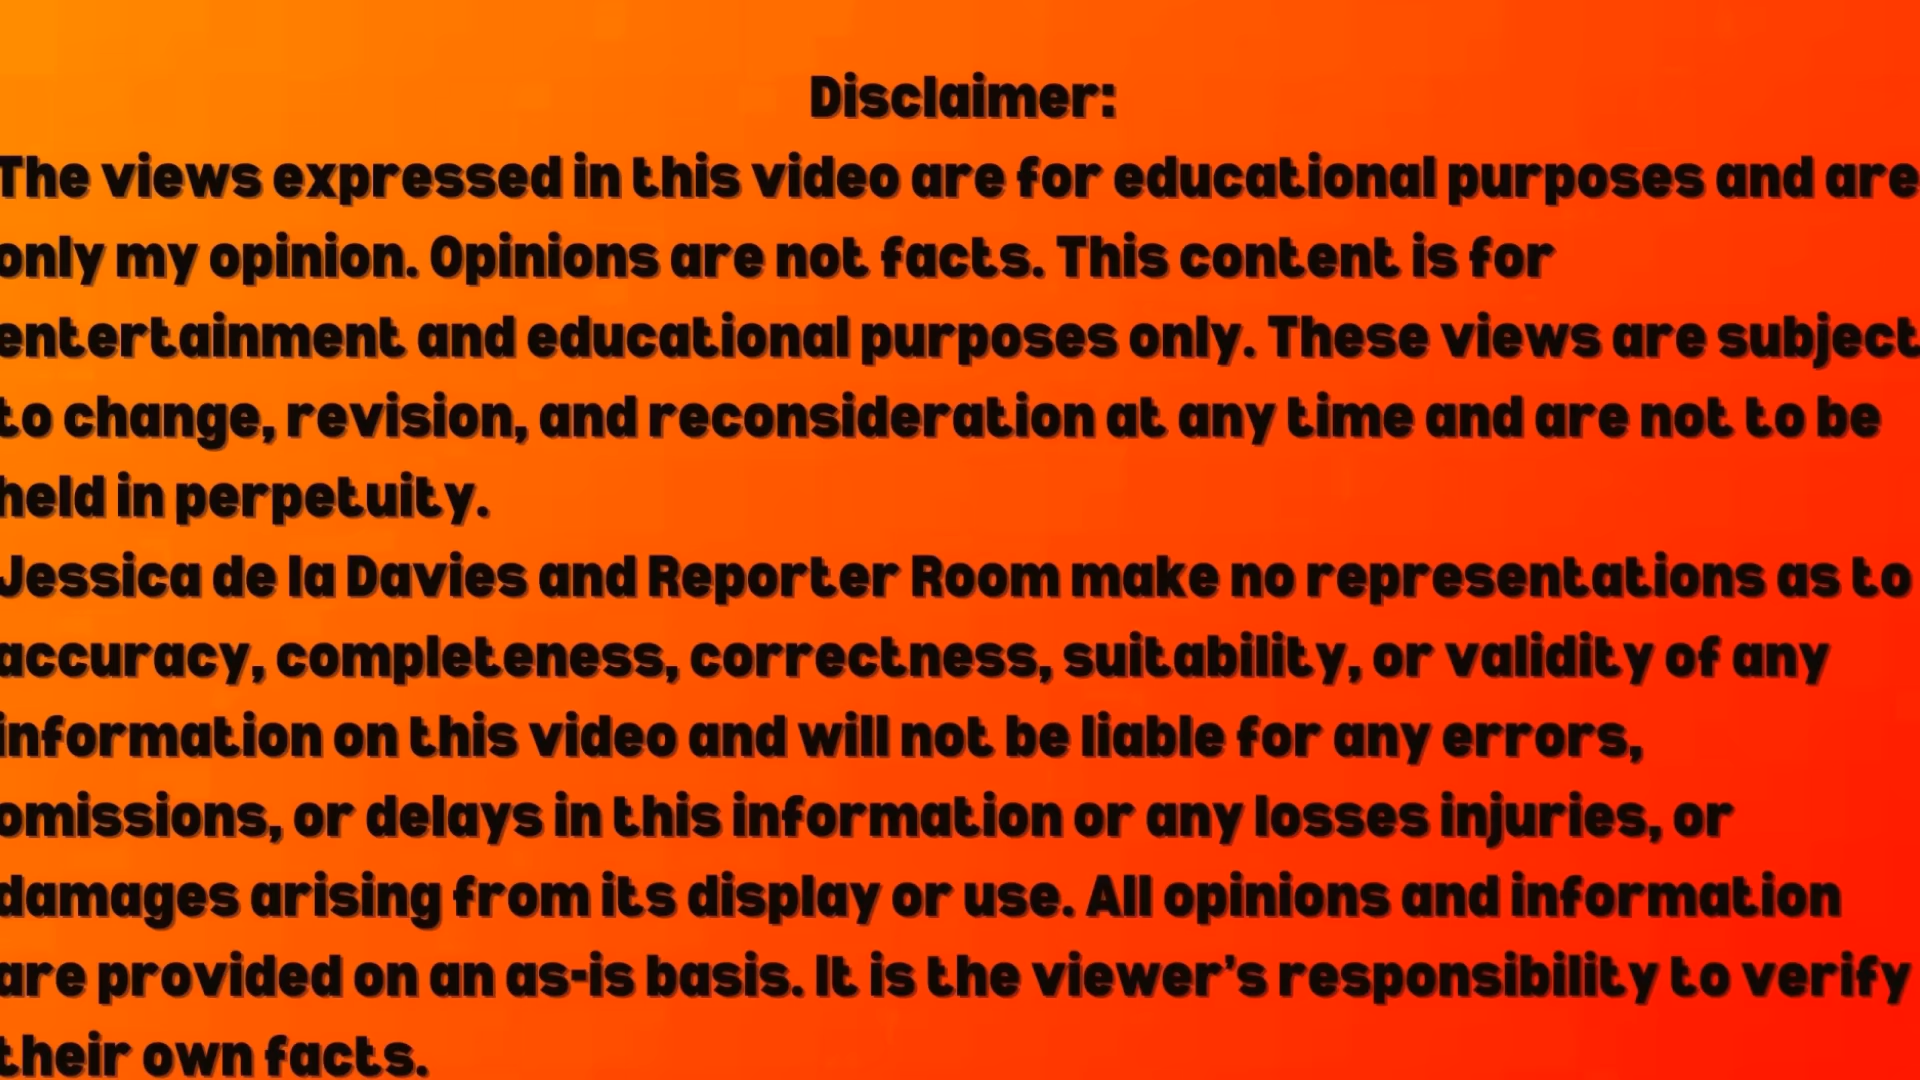 Disclaimer:
The views expressed in this video are for educational purposes and are
only my opinion. Opinions are not facts. This content is for
entertainment and educational purposes only. These views are subject
to change, revision, and reconsideration at any time and are not to be
held in perpetuity.
Jessica de la Davies and Reporter Room make no representations as to
accuracy, completeness, correctness, suitability, or validity of any
information on this video and will not be liable for any errors,
omissions, or delays in this information or any losses injuries, or
damages arising from its display or use. All opinions and information
are provided on an as-is basis. It is the viewer's responsibility to verify
their own facts.